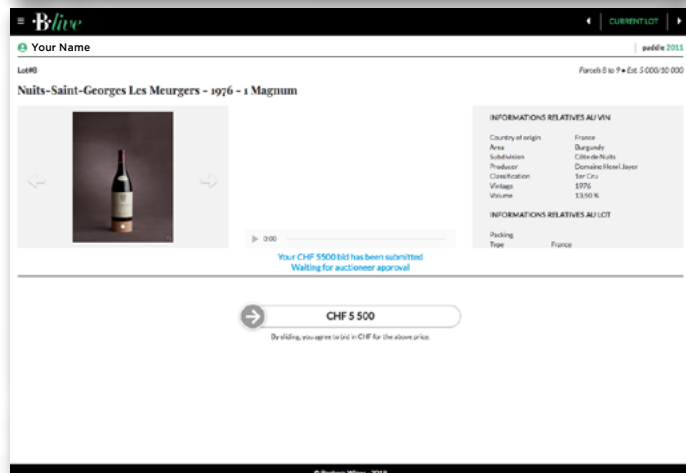 B·live
CURRENT LOT
Your Name
paddle 2011
Lot#8
Parcels 8 to 9 • Est. 5 000/10 000
Nuits-Saint-Georges Les Meurgers - 1976 - 1 Magnum
INFORMATIONS RELATIVES AU VIN
Country of origin France
Area Burgundy
Subdivision Côte de Nuits
Producer Domaine Henri Jayer
Classification 1er Cru
Vintage 1976
Volume 13,50 %
INFORMATIONS RELATIVES AU LOT
Packing
Type France
0:00
Your CHF 5500 bid has been submitted
Waiting for auctioneer approval
CHF 5 500
By sliding, you agree to bid in CHF for the above price.